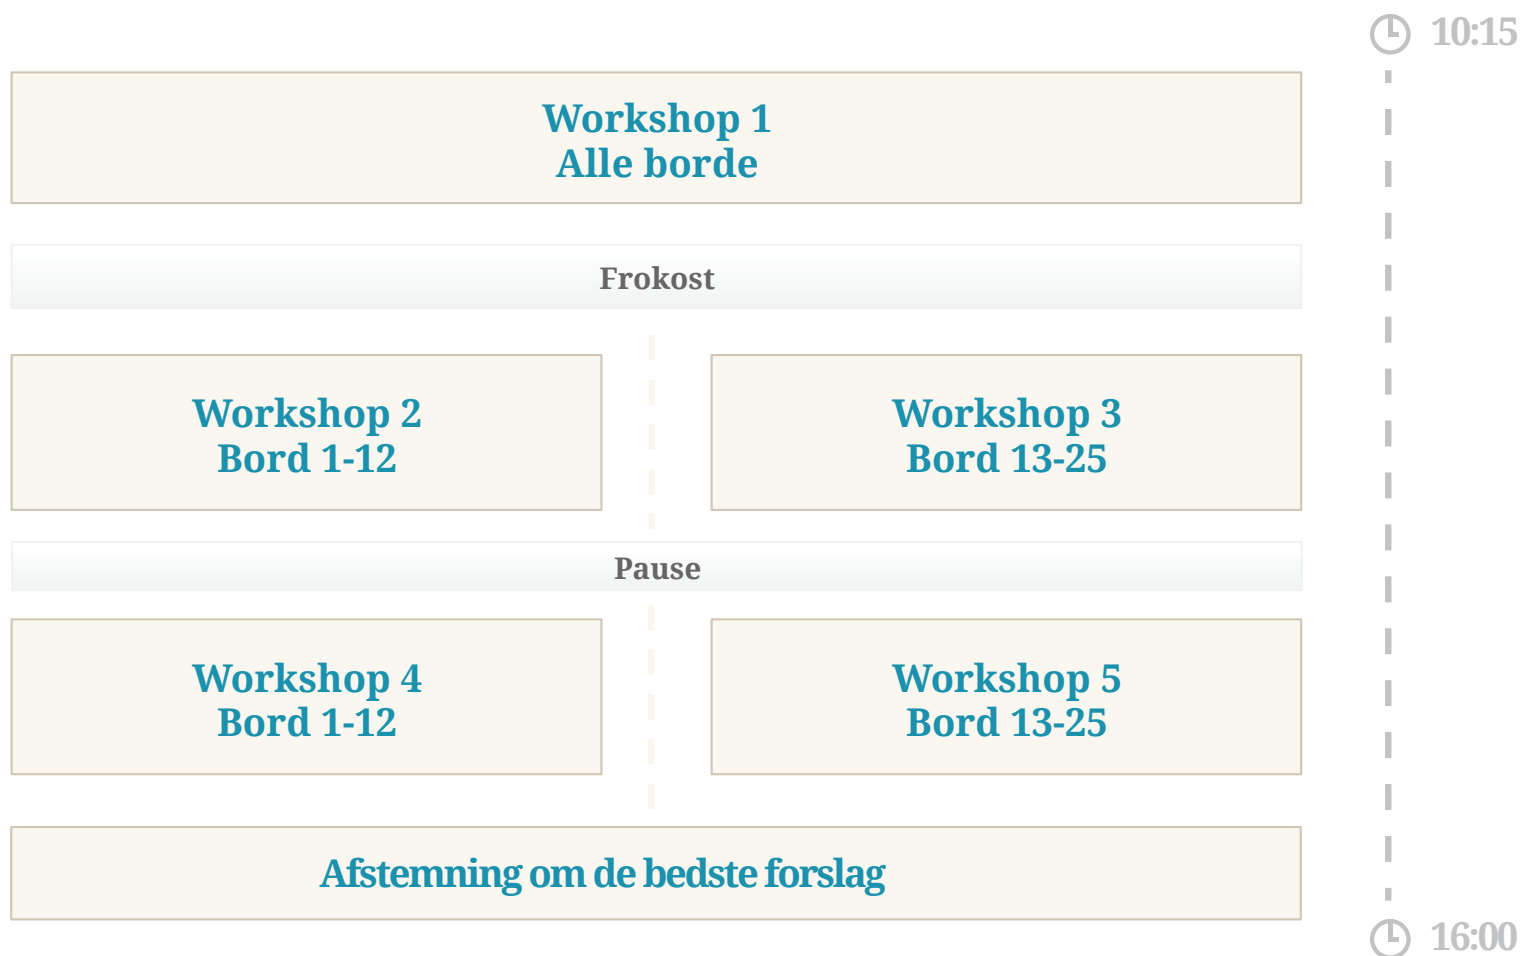 10:15
Workshop 1
Alle borde
Frokost
Workshop 2
Bord 1-12
Workshop 3
Bord 13-25
Pause
Workshop 4
Bord 1-12
Workshop 5
Bord 13-25
Afstemning om de bedste forslag
16:00